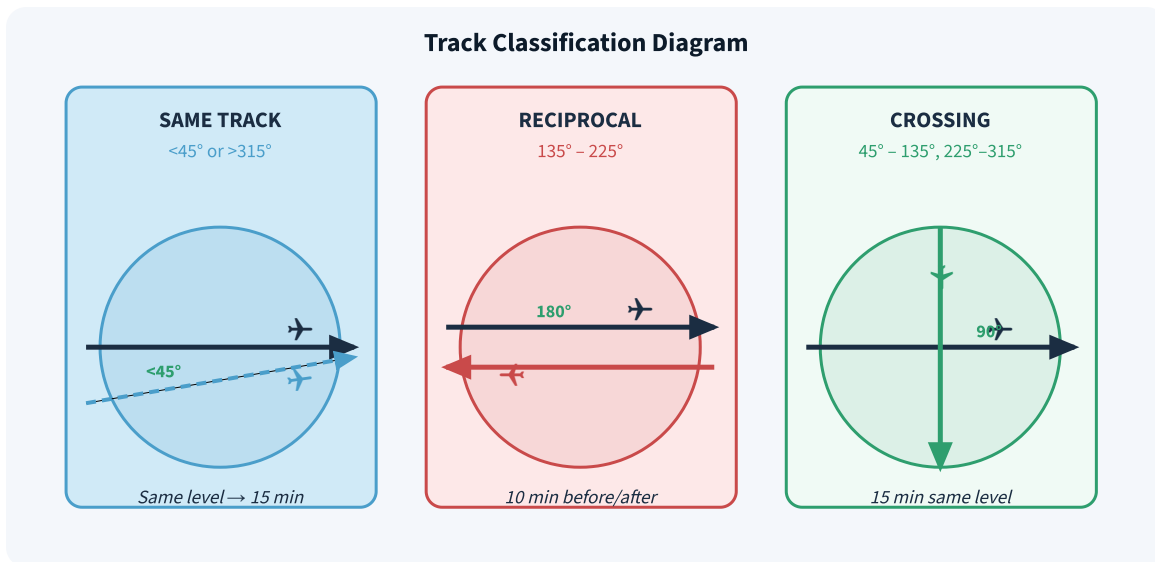 Track Classification Diagram
SAME TRACK
<45° or >315°
<45°
Same level → 15 min
RECIPROCAL
135° – 225°
180°
10 min before/after
CROSSING
45° – 135°, 225°–315°
90°
15 min same level